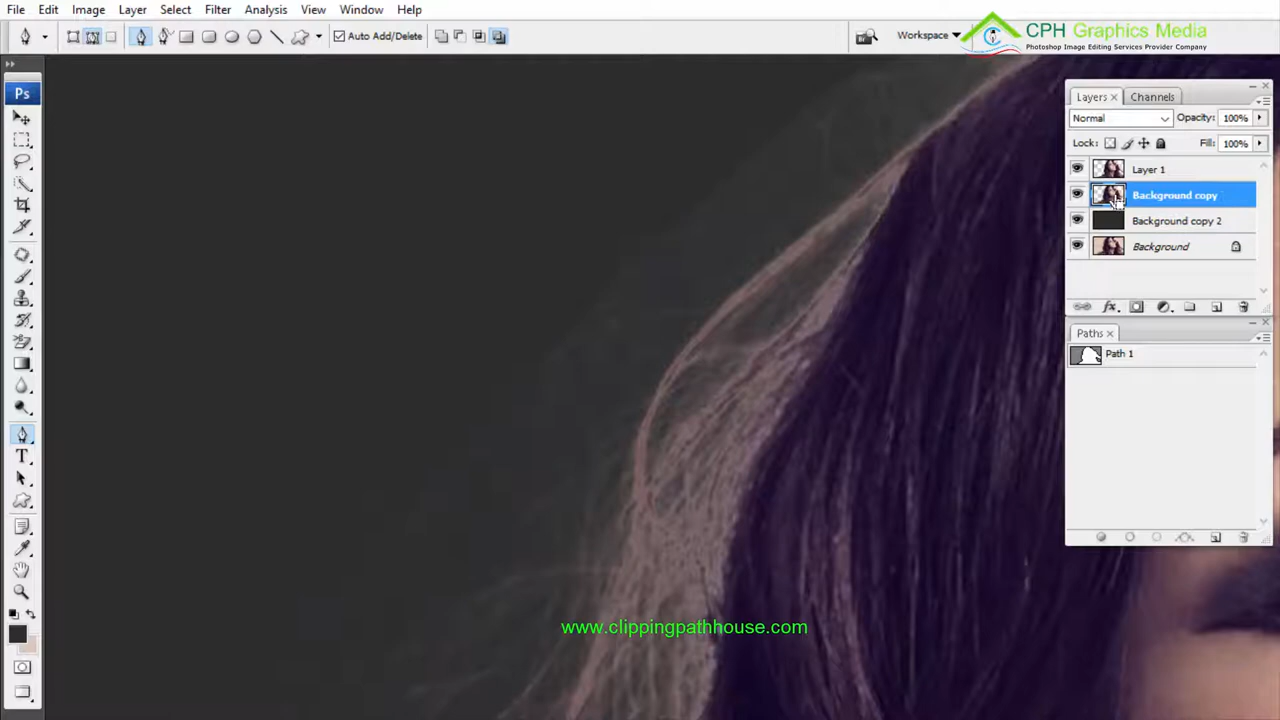 File Edit Image Layer Select Filter Analysis View Window Help
Auto Add/Delete
Workspace
CPH Graphics Media
Photoshop Image Editing Services Provider Company
Ps
Layers Channels
Normal Opacity: 100%
Lock: Fill: 100%
Layer 1
Background copy
Background copy 2
Background
fx
Paths
Path 1
T
www.clippingpathhouse.com